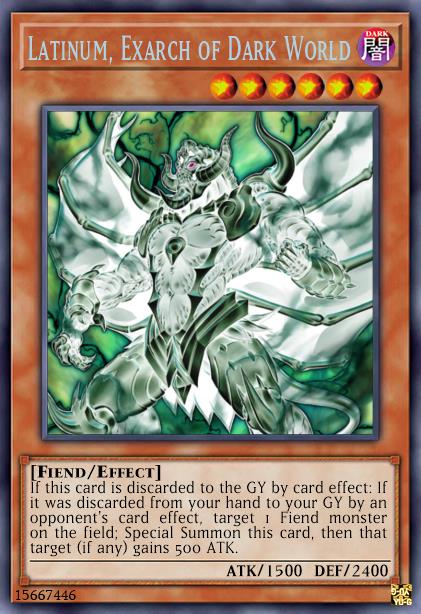 Latinum, Exarch of Dark World
DARK
闇
[Fiend/Effect]
If this card is discarded to the GY by card effect: If
it was discarded from your hand to your GY by an
opponent's card effect, target 1 Fiend monster
on the field; Special Summon this card, then that
target (if any) gains 500 ATK.
ATK/1500 DEF/2400
15667446